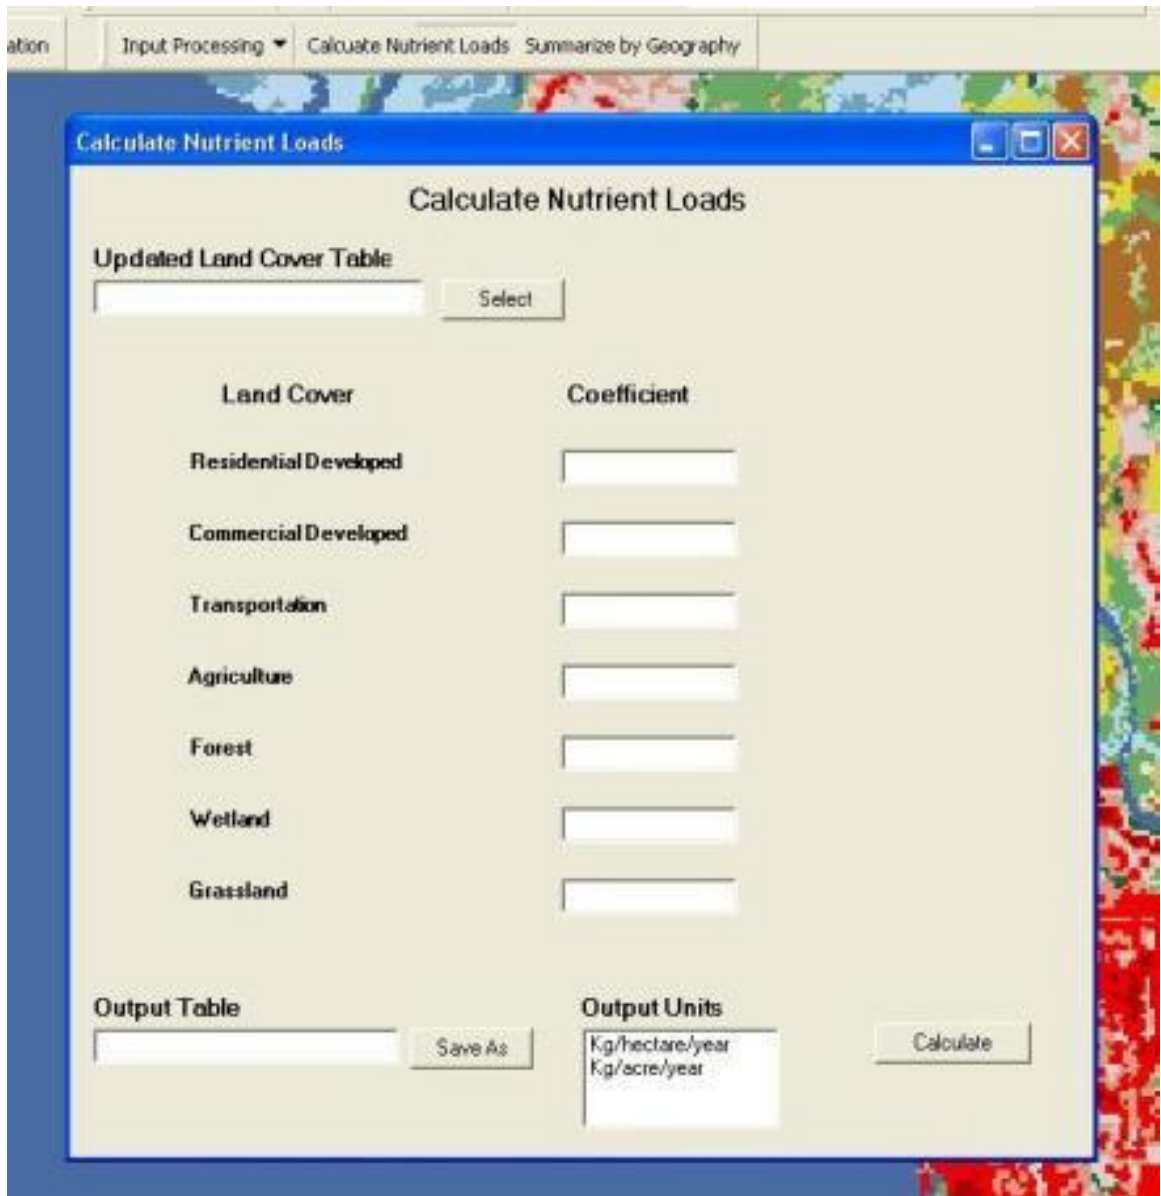 ation Input Processing Calcuate Nutrient Loads Summarize by Geography
Calculate Nutrient Loads
Calculate Nutrient Loads
Updated Land Cover Table
Select
Land Cover Coefficient
Residential Developed
Commercial Developed
Transportation
Agriculture
Forest
Wetland
Grassland
Output Table Output Units
Save As Kg/hectare/year Calculate
Kg/acre/year